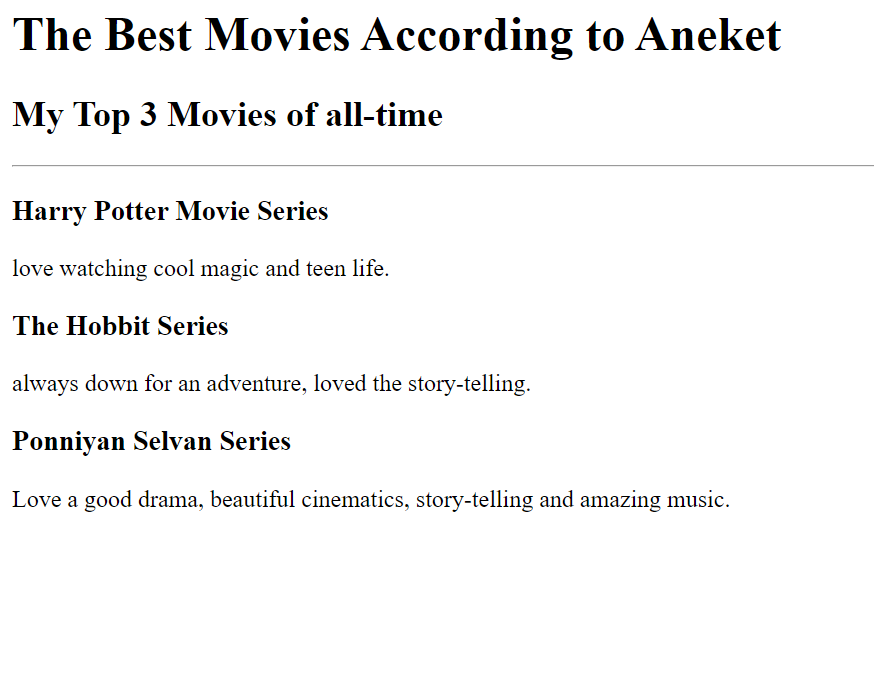 The Best Movies According to Aneket
My Top 3 Movies of all-time
Harry Potter Movie Series
love watching cool magic and teen life.
The Hobbit Series
always down for an adventure, loved the story-telling.
Ponniyan Selvan Series
Love a good drama, beautiful cinematics, story-telling and amazing music.